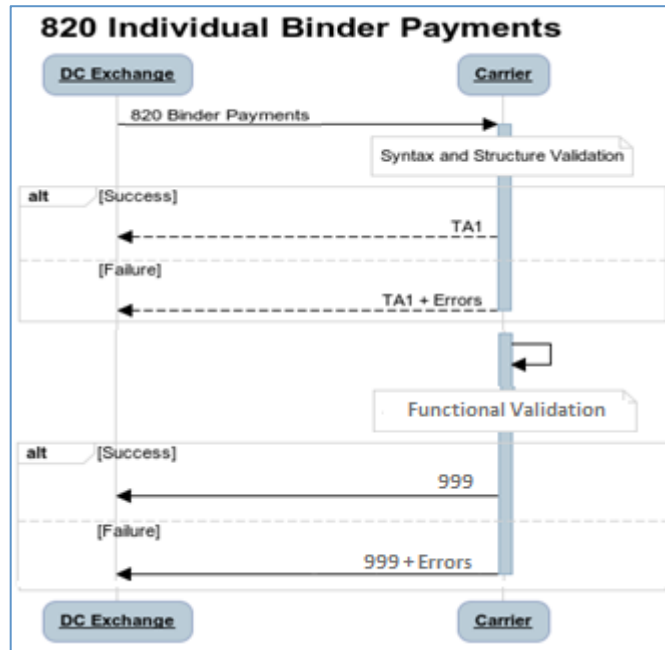 820 Individual Binder Payments
DC Exchange
Carrier
820 Binder Payments
Syntax and Structure Validation
alt
[Success]
TA1
[Failure]
TA1 + Errors
Functional Validation
alt
[Success]
999
[Failure]
999 + Errors
DC Exchange
Carrier